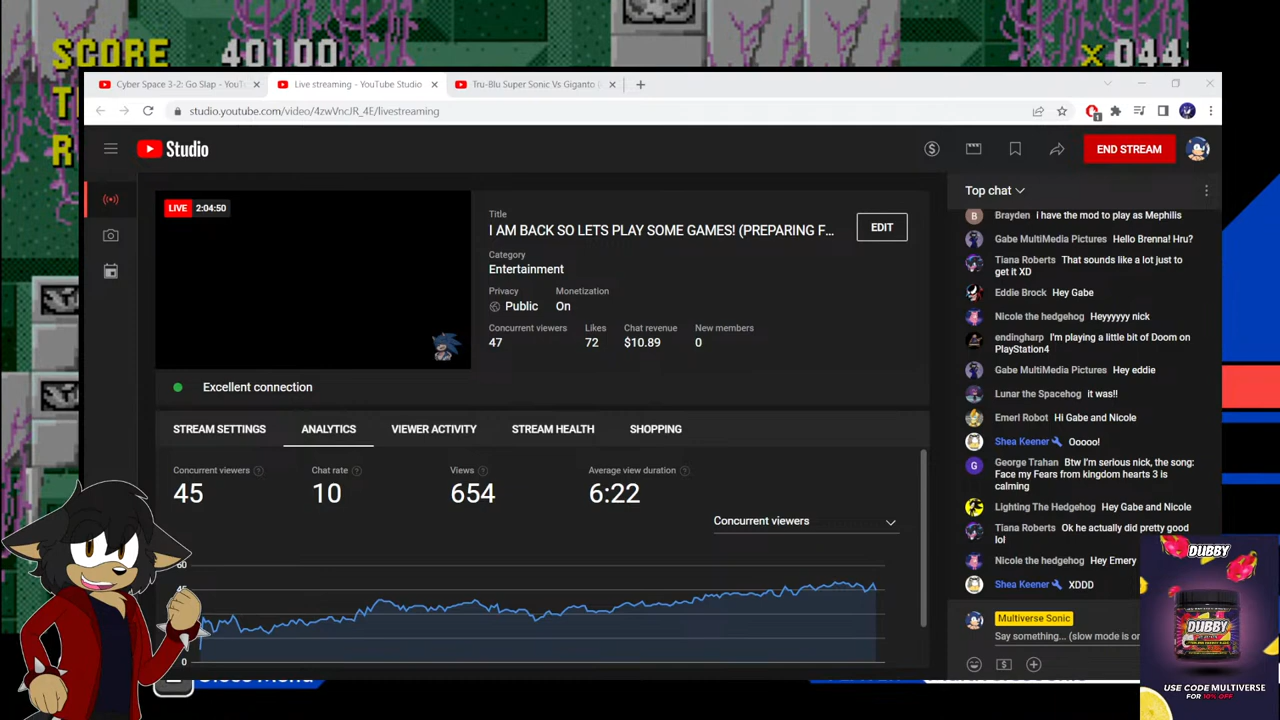 SCORE 40100
x 044
Cyber Space 3-2: Go Slap - YouT
Live streaming - YouTube Studio
Tru-Blu Super Sonic Vs Giganto
studio.youtube.com/video/4zwVncJR_4E/livestreaming
1
Studio
END STREAM
LIVE 2:04:50
Title
I AM BACK SO LETS PLAY SOME GAMES! (PREPARING F...
EDIT
Category
Entertainment
Privacy Monetization
Public On
Concurrent viewers Likes Chat revenue New members
47 72 $10.89 0
Excellent connection
STREAM SETTINGS ANALYTICS VIEWER ACTIVITY STREAM HEALTH SHOPPING
Concurrent viewers Chat rate Views Average view duration
45 10 654 6:22
Concurrent viewers
60
45
0
Top chat
Brayden i have the mod to play as Mephilis
Gabe MultiMedia Pictures Hello Brenna! Hru?
Tiana Roberts That sounds like a lot just to
get it XD
Eddie Brock Hey Gabe
Nicole the hedgehog Heyyyyyy nick
endingharp I'm playing a little bit of Doom on
PlayStation4
Gabe MultiMedia Pictures Hey eddie
Lunar the Spacehog it was!!
Emerl Robot Hi Gabe and Nicole
Shea Keener Ooooo!
George Trahan Btw I'm serious nick, the song:
Face my Fears from kingdom hearts 3 is
calming
Lighting The Hedgehog Hey Gabe and Nicole
Tiana Roberts Ok he actually did pretty good
lol
Nicole the hedgehog Hey Emery
Shea Keener XDDD
Multiverse Sonic
Say something... (slow mode is on
DUBBY
DUBBY
USE CODE MULTIVERSE
FOR 10% OFF